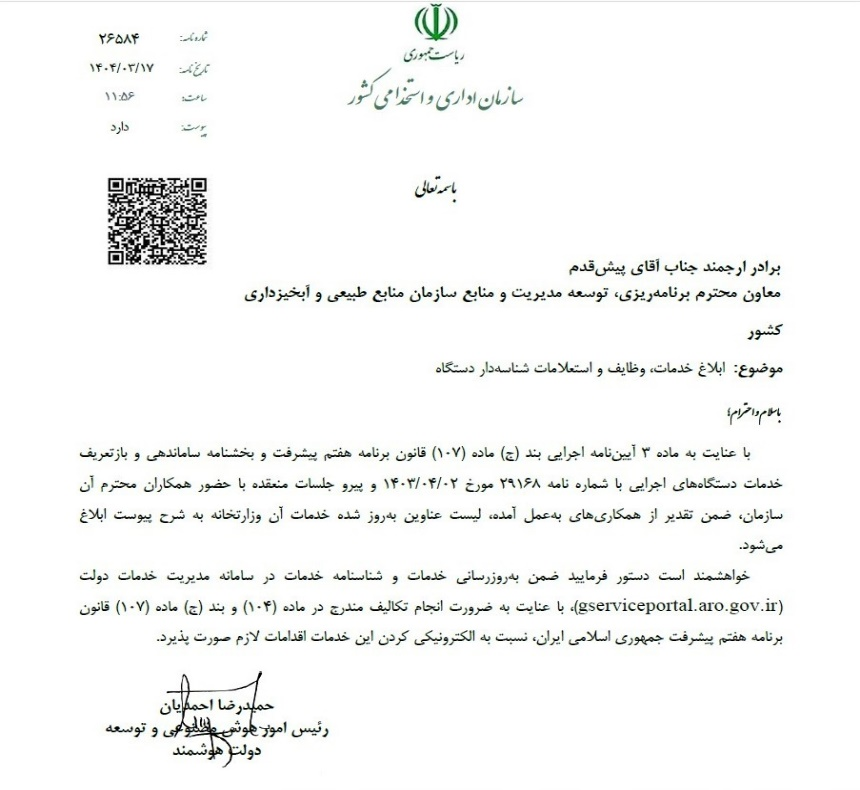 ریاست جمهوری
سازمان اداری و استخدامی کشور
شماره نامه: ۲۶۵۸۴
تاریخ نامه: ۱۴۰۴/۰۳/۱۷
ساعت: ۱۱:۵۶
پیوست: دارد
باسمه تعالی
برادر ارجمند جناب آقای پیش‌قدم
معاون محترم برنامه‌ریزی، توسعه مدیریت و منابع سازمان منابع طبیعی و آبخیزداری
کشور
موضوع: ابلاغ خدمات، وظایف و استعلامات شناسه‌دار دستگاه
باسلام و احترام؛
با عنایت به ماده ۳ آیین‌نامه اجرایی بند (چ) ماده (۱۰۷) قانون برنامه هفتم پیشرفت و بخشنامه ساماندهی و بازتعریف
خدمات دستگاه‌های اجرایی با شماره نامه ۲۹۱۶۸ مورخ ۱۴۰۳/۰۴/۰۲ و پیرو جلسات منعقده با حضور همکاران محترم آن
سازمان، ضمن تقدیر از همکاری‌های به‌عمل آمده، لیست عناوین به‌روز شده خدمات آن وزارتخانه به شرح پیوست ابلاغ
می‌شود.
خواهشمند است دستور فرمایید ضمن به‌روزرسانی خدمات و شناسنامه خدمات در سامانه مدیریت خدمات دولت
(gserviceportal.aro.gov.ir)، با عنایت به ضرورت انجام تکالیف مندرج در ماده (۱۰۴) و بند (چ) ماده (۱۰۷) قانون
برنامه هفتم پیشرفت جمهوری اسلامی ایران، نسبت به الکترونیکی کردن این خدمات اقدامات لازم صورت پذیرد.
حمیدرضا احمدیان
رئیس امور هوش مصنوعی و توسعه
دولت هوشمند